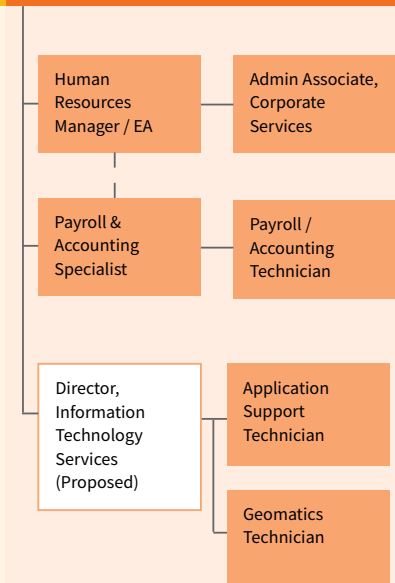 Human
Resources
Manager / EA
Admin Associate,
Corporate
Services
Payroll &
Accounting
Specialist
Payroll /
Accounting
Technician
Director,
Information
Technology
Services
(Proposed)
Application
Support
Technician
Geomatics
Technician